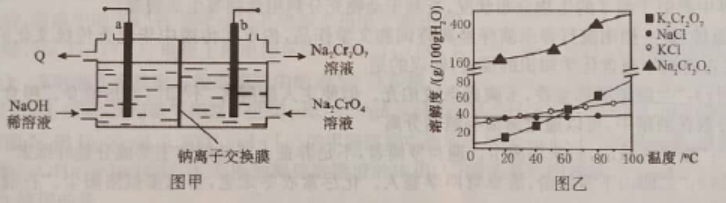 a
b
Q
Na₂Cr₂O₇
溶液
NaOH
稀溶液
Na₂CrO₄
溶液
钠离子交换膜
图甲
溶解度/(g/100gH₂O)
400
160
80
60
40
20
0
20
40
60
80
100
温度/℃
K₂Cr₂O₇
NaCl
KCl
Na₂Cr₂O₇
图乙